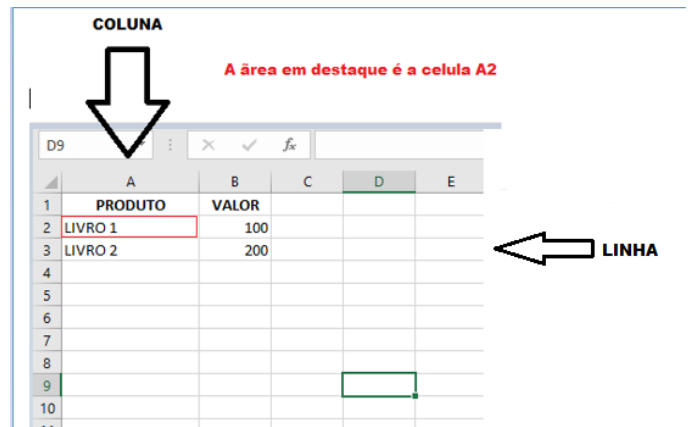 COLUNA
A ãrea em destaque é a celula A2
D9 fx
A B C D E
1 PRODUTO VALOR
2 LIVRO 1 100
3 LIVRO 2 200
LINHA
4
5
6
7
8
9
10